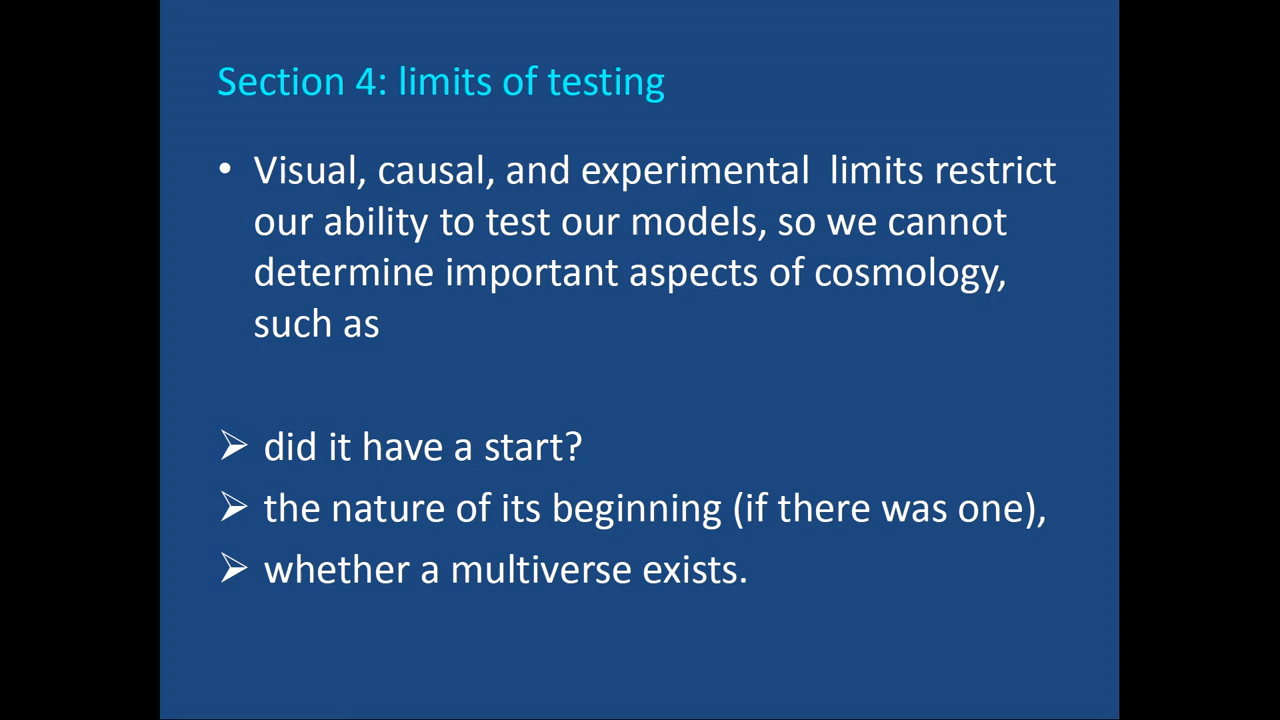 Section 4: limits of testing
• Visual, causal, and experimental  limits restrict
our ability to test our models, so we cannot
determine important aspects of cosmology,
such as
➢ did it have a start?
➢ the nature of its beginning (if there was one),
➢ whether a multiverse exists.